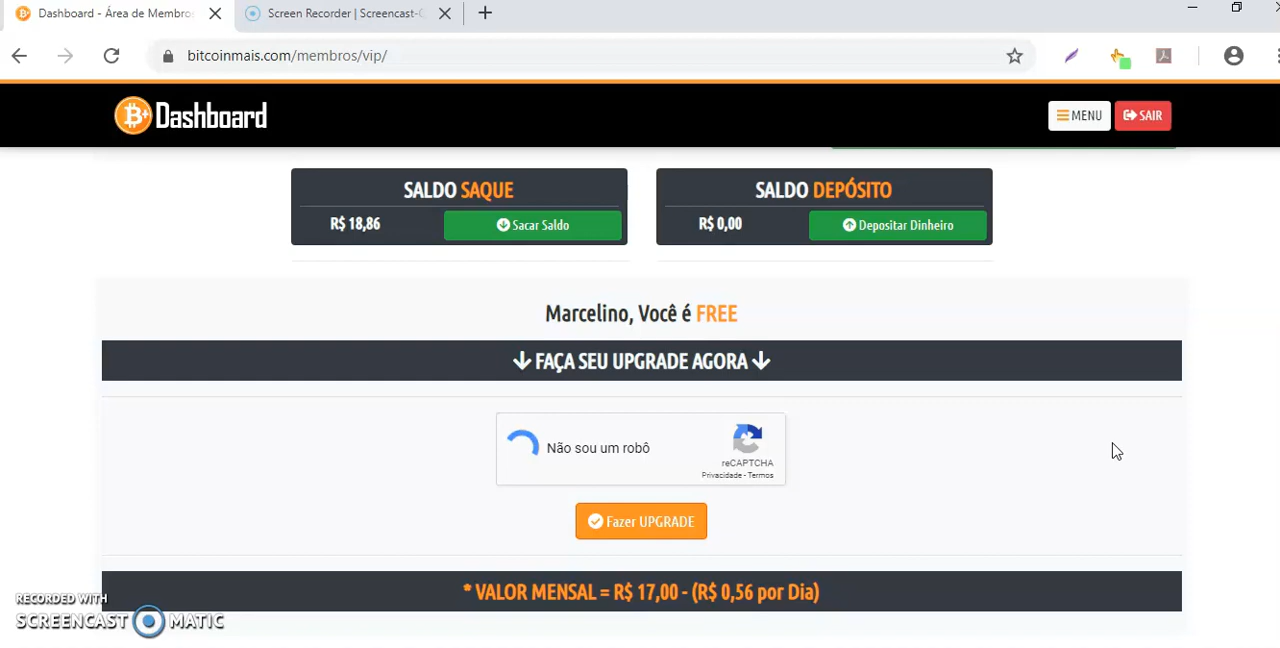 Dashboard - Área de Membro
Screen Recorder | Screencast-O
bitcoinmais.com/membros/vip/
Dashboard
MENU
SAIR
SALDO SAQUE
R$ 18,86
Sacar Saldo
SALDO DEPÓSITO
R$ 0,00
Depositar Dinheiro
Marcelino, Você é FREE
FAÇA SEU UPGRADE AGORA
Não sou um robô
reCAPTCHA
Privacidade - Termos
Fazer UPGRADE
* VALOR MENSAL = R$ 17,00 - (R$ 0,56 por Dia)
RECORDED WITH
SCREENCAST MATIC